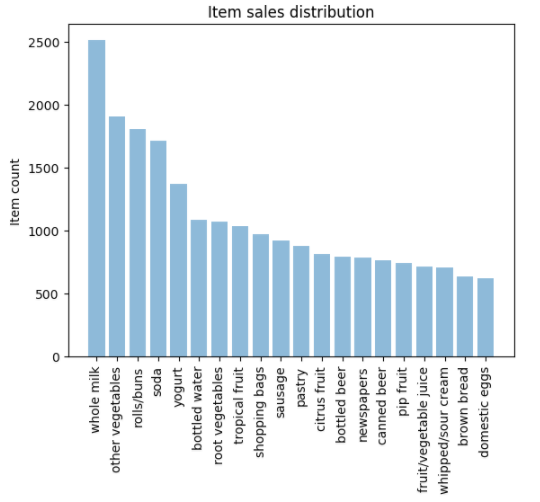 Item sales distribution
Item count
2500
2000
1500
1000
500
0
whole milk
other vegetables
rolls/buns
soda
yogurt
bottled water
root vegetables
tropical fruit
shopping bags
sausage
pastry
citrus fruit
bottled beer
newspapers
canned beer
pip fruit
fruit/vegetable juice
whipped/sour cream
brown bread
domestic eggs